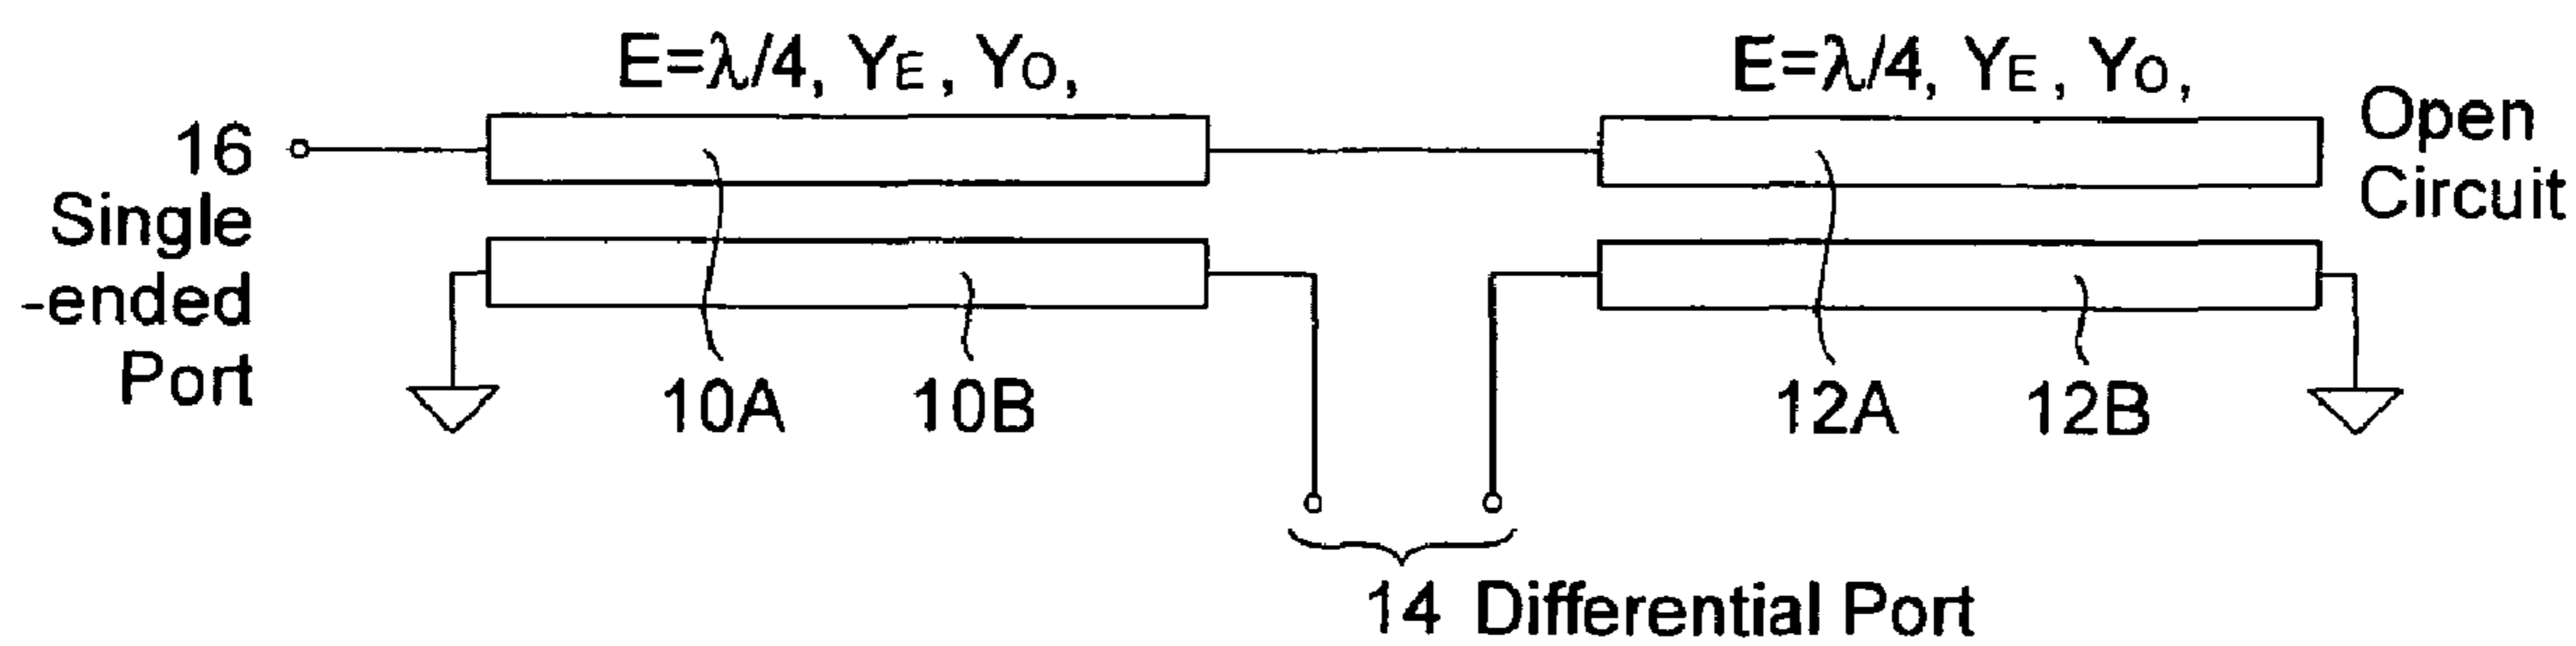 E=λ/4, YE, YO,
E=λ/4, YE, YO,
16
Single
-ended
Port
Open
Circuit
10A
10B
12A
12B
14 Differential Port